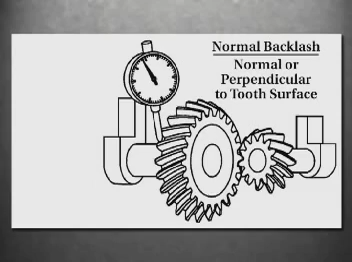 Normal Backlash
Normal or
Perpendicular
to Tooth Surface